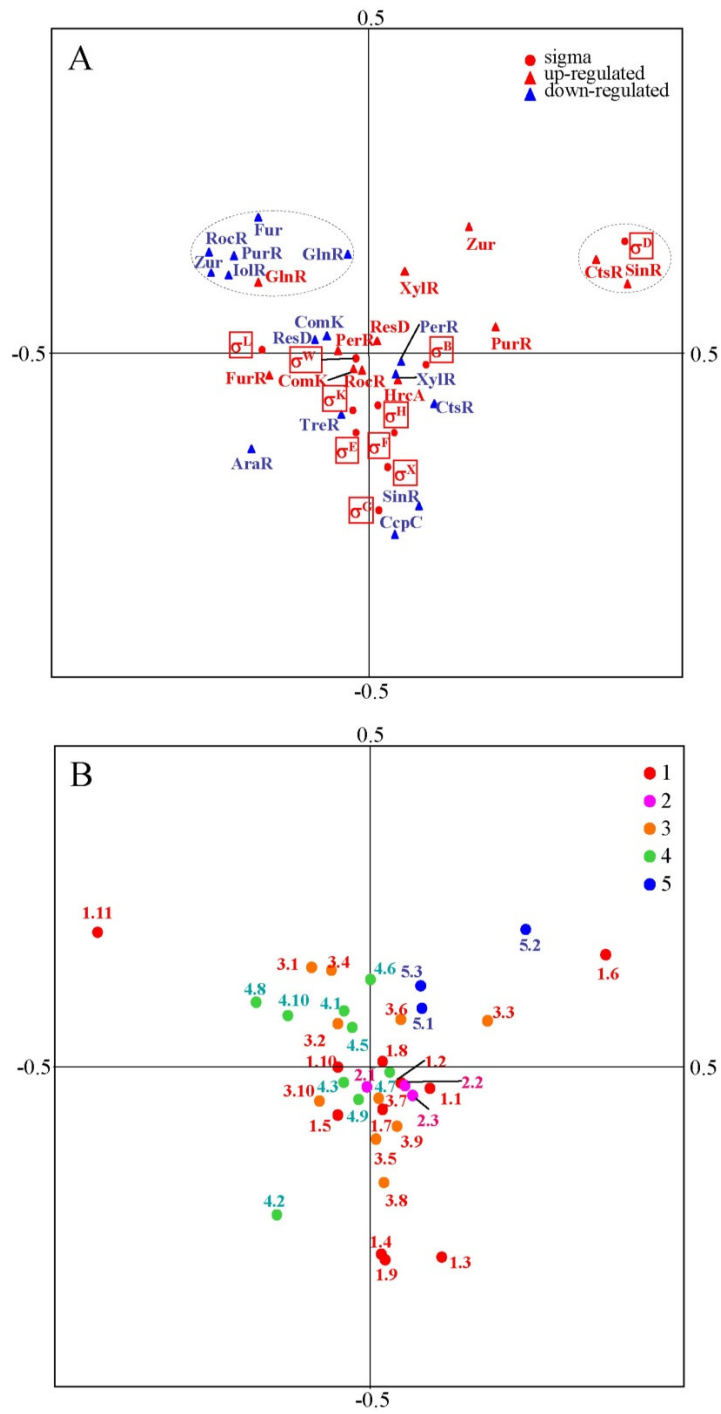 0.5
A
sigma
up-regulated
down-regulated
Fur
RocR
PurR
GlnR
Zur
IolR
GlnR
Zur
XylR
σD
CtsR
SinR
ComK
ResD
PerR
ResD
PerR
PurR
σL
σW
σB
-0.5
FurR
ComK
RocR
XylR
HrcA
σK
σH
CtsR
TreR
σE
σF
AraR
σX
SinR
σG
CcpC
-0.5
0.5
B
1
2
3
4
5
1.11
5.2
1.6
3.1
3.4
4.6
5.3
4.8
4.10
4.1
3.6
5.1
3.3
3.2
4.5
1.8
1.2
-0.5
0.5
1.10
2.1
2.2
4.3
4.7
1.1
3.10
3.7
2.3
4.9
1.5
1.7
3.9
3.5
4.2
3.8
1.4
1.3
1.9
-0.5